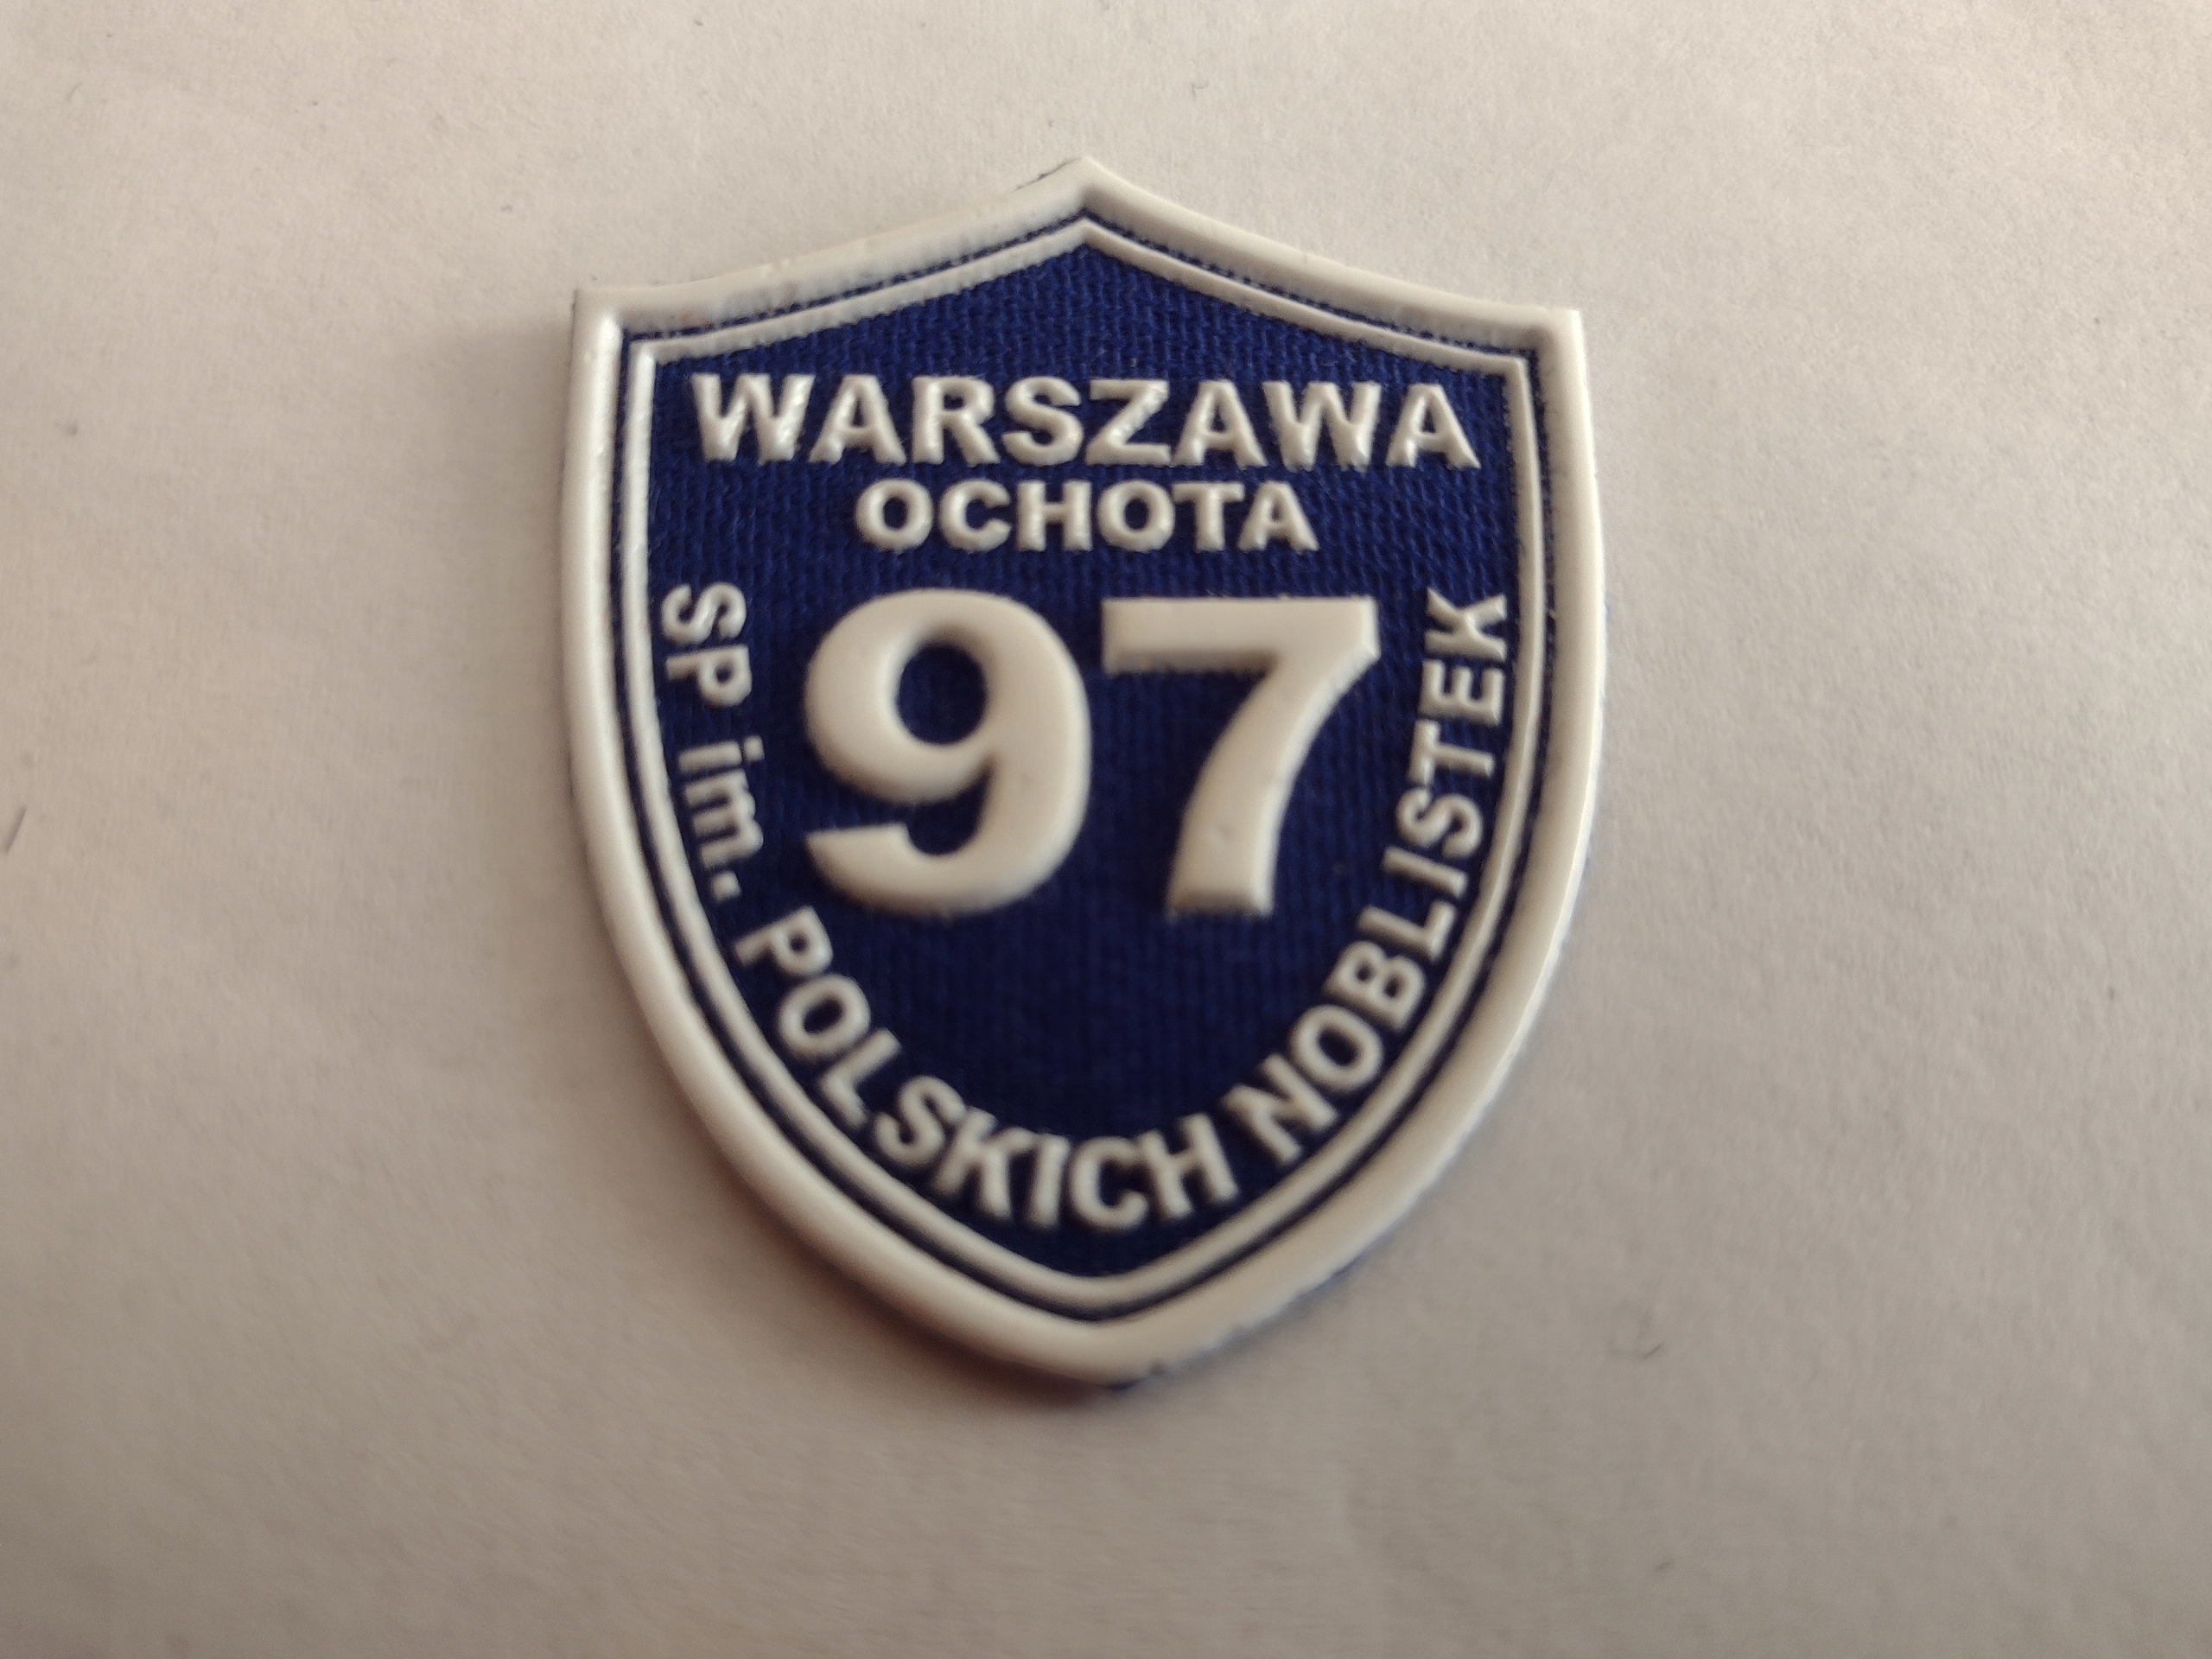 WARSZAWA
OCHOTA
97
SP im. POLSKICH NOBLISTEK